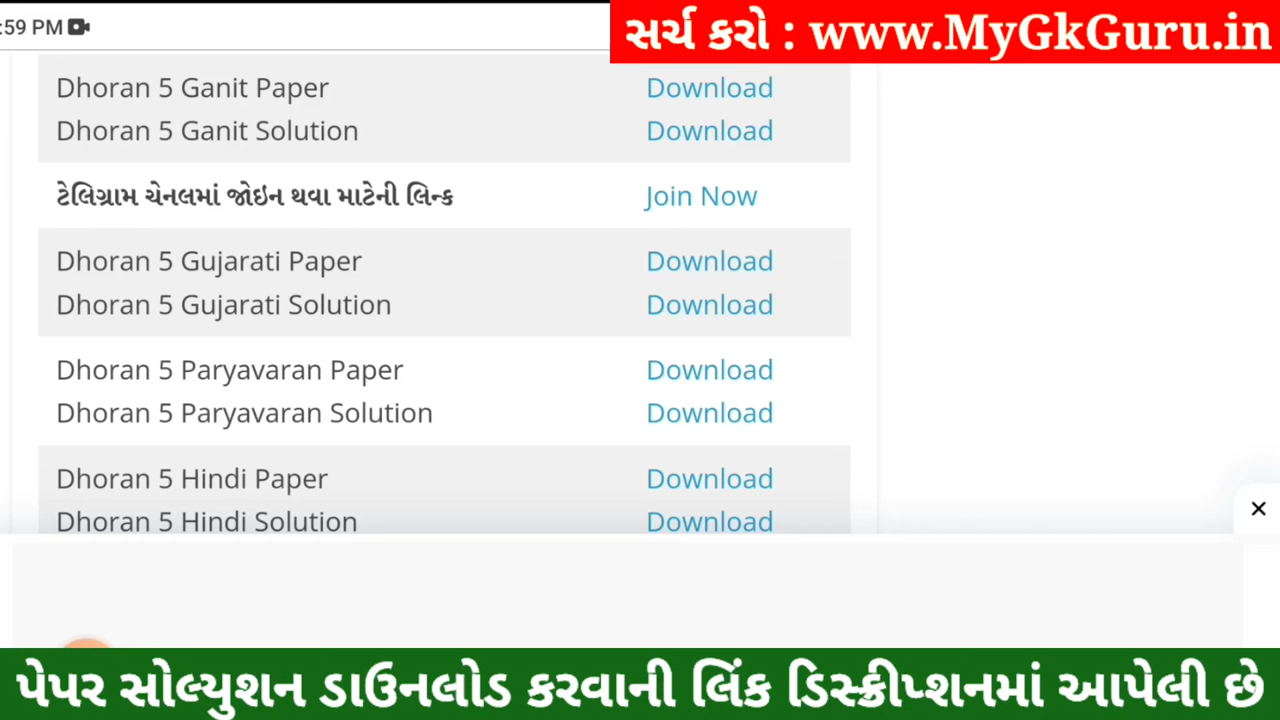 :59 PM
સર્ચ કરો : www.MyGkGuru.in
Dhoran 5 Ganit Paper Download
Dhoran 5 Ganit Solution Download
ટેલિગ્રામ ચેનલમાં જોઇન થવા માટેની લિન્ક Join Now
Dhoran 5 Gujarati Paper Download
Dhoran 5 Gujarati Solution Download
Dhoran 5 Paryavaran Paper Download
Dhoran 5 Paryavaran Solution Download
Dhoran 5 Hindi Paper Download
Dhoran 5 Hindi Solution Download
પેપર સોલ્યુશન ડાઉનલોડ કરવાની લિંક ડિસ્ક્રીપ્શનમાં આપેલી છે